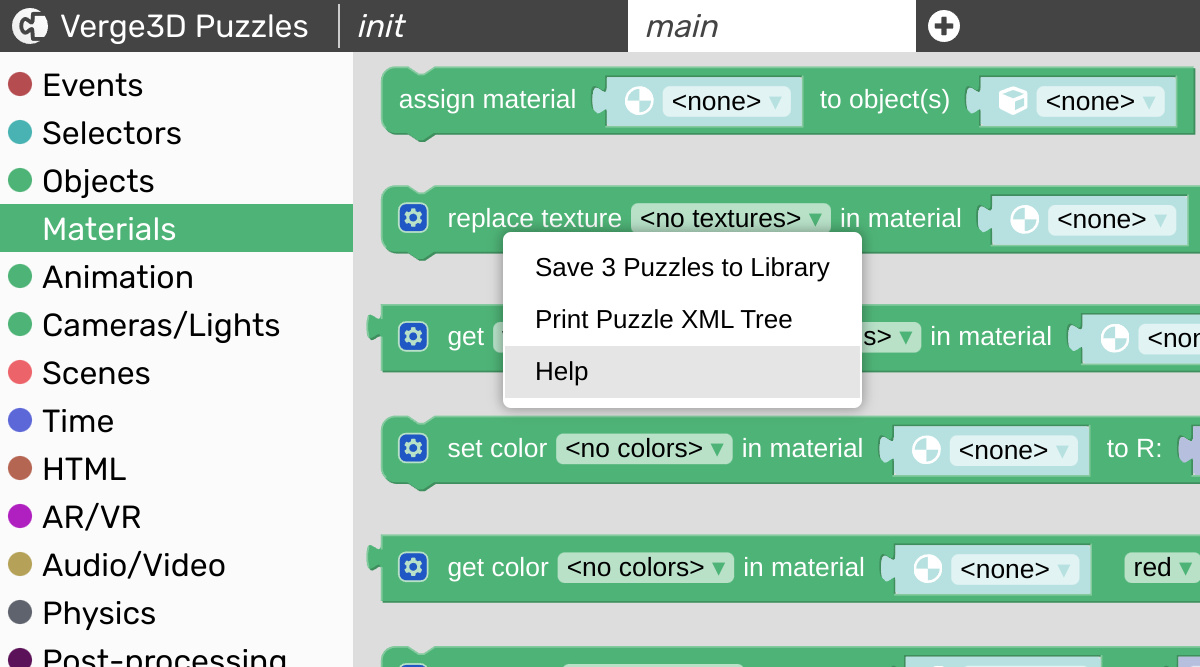 Verge3D Puzzles
init
main
Events
Selectors
Objects
Materials
Animation
Cameras/Lights
Scenes
Time
HTML
AR/VR
Audio/Video
Physics
Post-processing
assign material <none> to object(s) <none>
replace texture <no textures> in material <none>
Save 3 Puzzles to Library
Print Puzzle XML Tree
Help
get s> in material
set color <no colors> in material <none> to R:
get color <no colors> in material <none> red